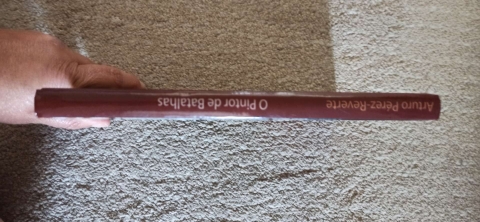 Arturo Pérez-Reverte
O Pintor de Batalhas